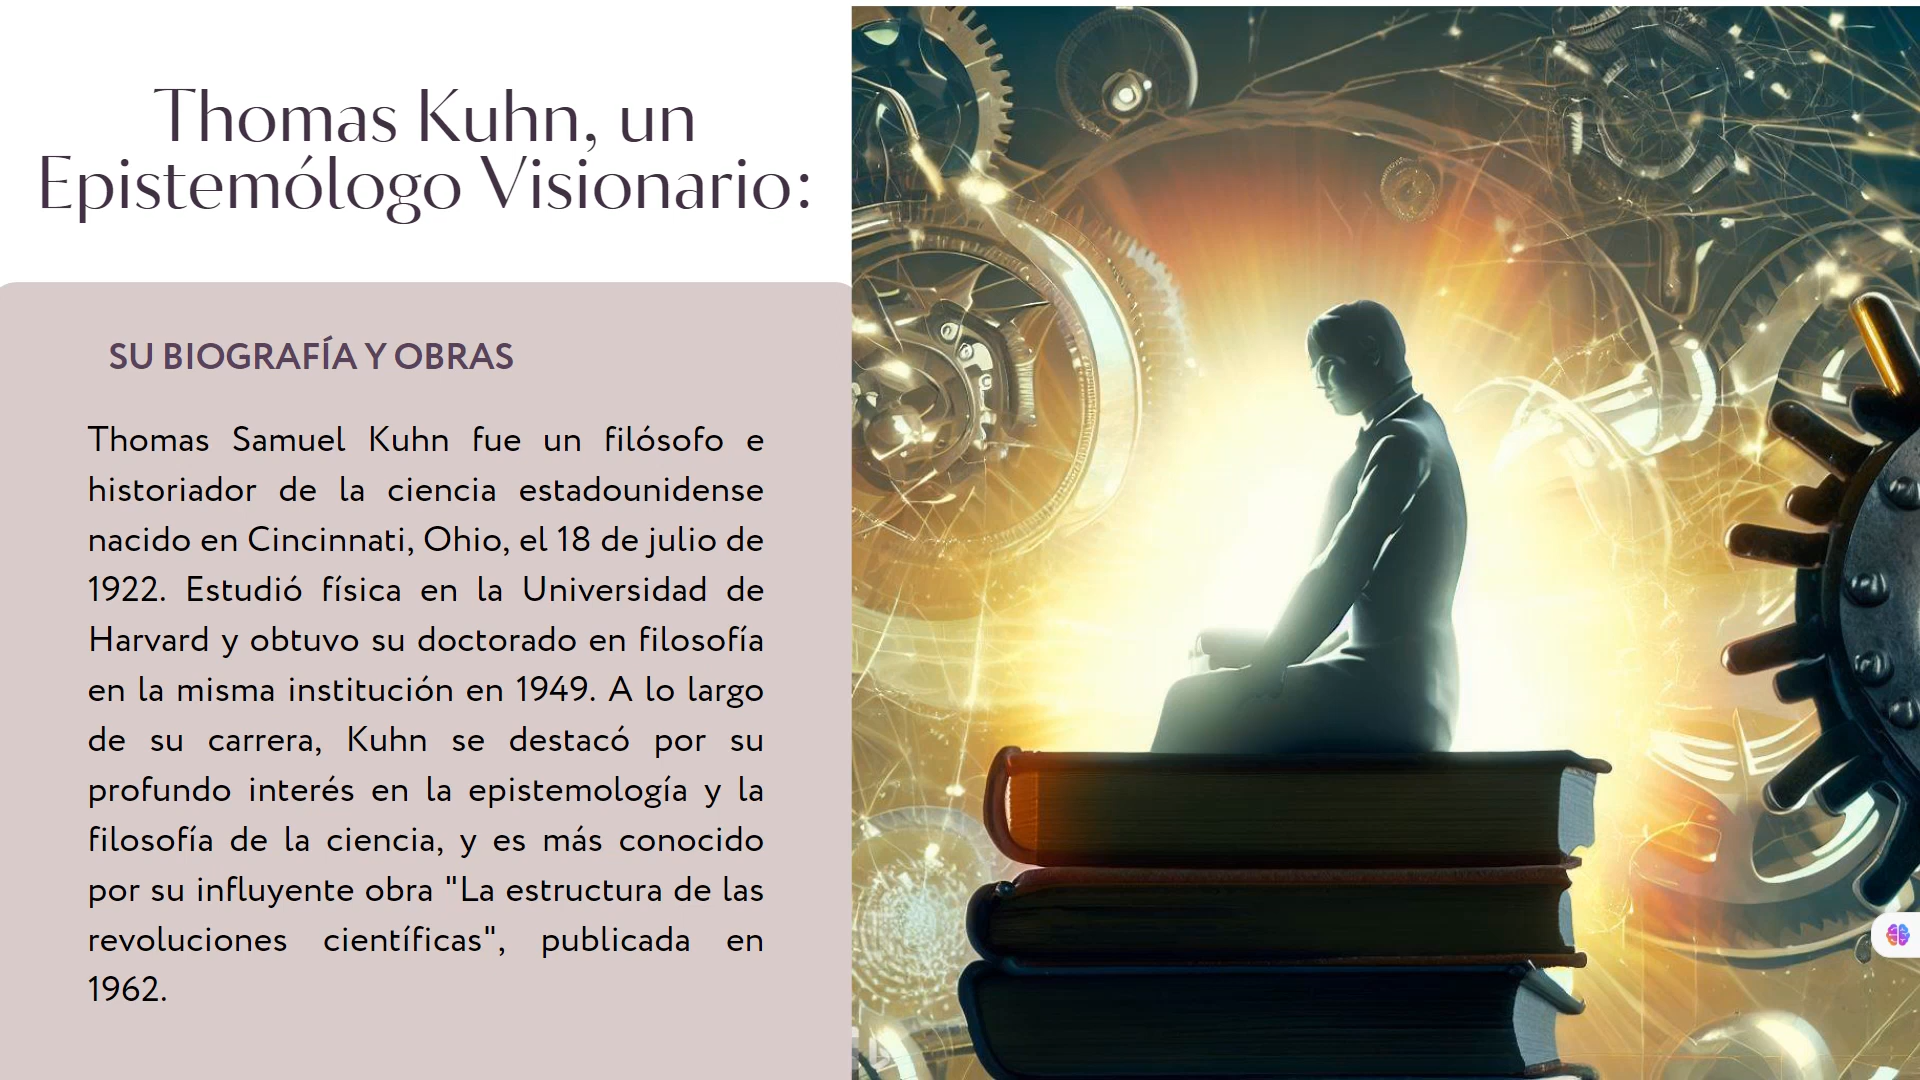 Thomas Kuhn, un
Epistemólogo Visionario:
SU BIOGRAFÍA Y OBRAS
Thomas Samuel Kuhn fue un filósofo e
historiador de la ciencia estadounidense
nacido en Cincinnati, Ohio, el 18 de julio de
1922. Estudió física en la Universidad de
Harvard y obtuvo su doctorado en filosofía
en la misma institución en 1949. A lo largo
de su carrera, Kuhn se destacó por su
profundo interés en la epistemología y la
filosofía de la ciencia, y es más conocido
por su influyente obra "La estructura de las
revoluciones científicas", publicada en
1962.